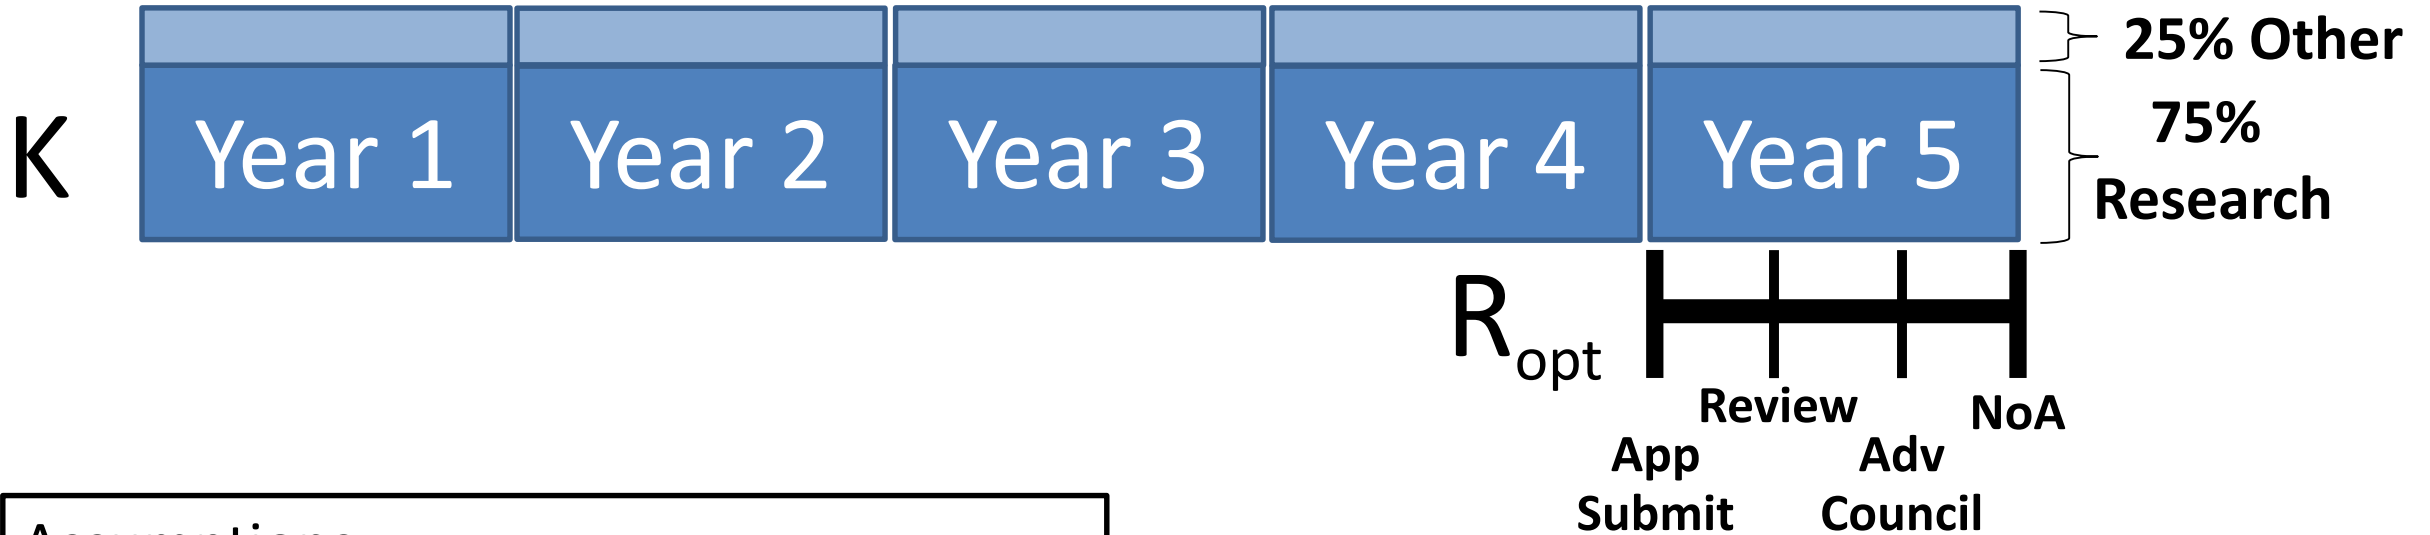 K
Year 1
Year 2
Year 3
Year 4
Year 5
25% Other
75%
Research
Ropt
Review
NoA
App
Submit
Adv
Council
Assumptions